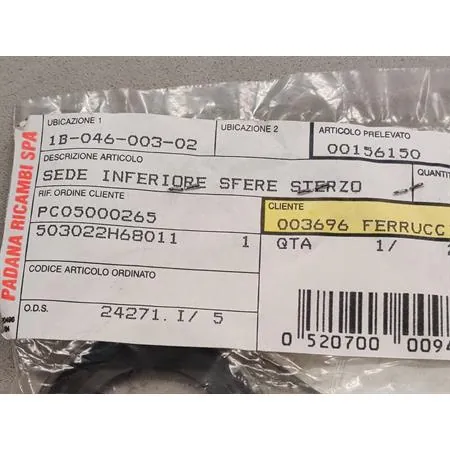 PADANA RICAMBI SPA
UBICAZIONE 1
1B-046-003-02
UBICAZIONE 2
ARTICOLO PRELEVATO
00156150
DESCRIZIONE ARTICOLO
SEDE INFERIORE SFERE STERZO
QUANTIT
RIF. ORDINE CLIENTE
PC05000265
CLIENTE
003696 FERRUCC
503022H68011 1
QTA 1/
CODICE ARTICOLO ORDINATO
O.D.S.
24271. I/ 5
0 520700 0094